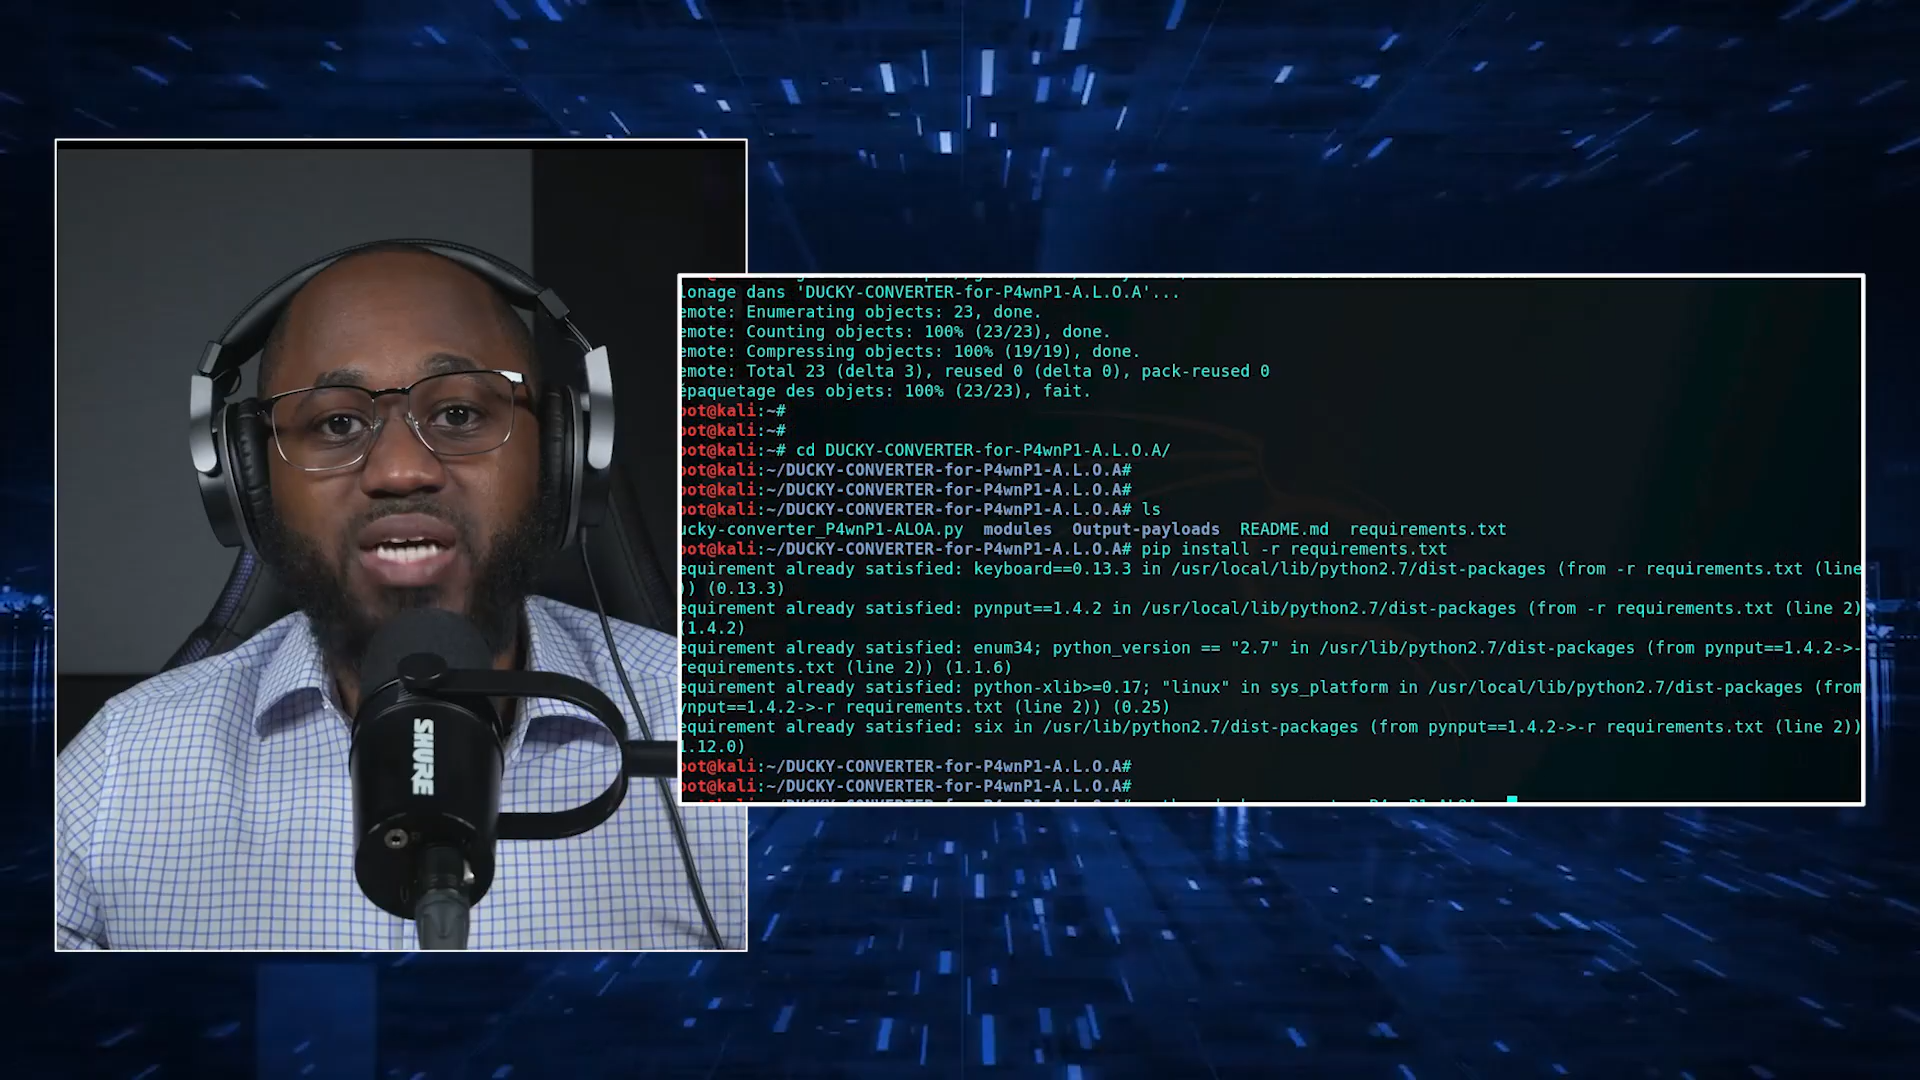 SHURE
lonage dans 'DUCKY-CONVERTER-for-P4wnP1-A.L.O.A'...
emote: Enumerating objects: 23, done.
emote: Counting objects: 100% (23/23), done.
emote: Compressing objects: 100% (19/19), done.
emote: Total 23 (delta 3), reused 0 (delta 0), pack-reused 0
épaquetage des objets: 100% (23/23), fait.
oot@kali:~#
oot@kali:~#
oot@kali:~# cd DUCKY-CONVERTER-for-P4wnP1-A.L.O.A/
oot@kali:~/DUCKY-CONVERTER-for-P4wnP1-A.L.O.A#
oot@kali:~/DUCKY-CONVERTER-for-P4wnP1-A.L.O.A#
oot@kali:~/DUCKY-CONVERTER-for-P4wnP1-A.L.O.A# ls
ucky-converter_P4wnP1-ALOA.py modules Output-payloads README.md requirements.txt
oot@kali:~/DUCKY-CONVERTER-for-P4wnP1-A.L.O.A# pip install -r requirements.txt
equirement already satisfied: keyboard==0.13.3 in /usr/local/lib/python2.7/dist-packages (from -r requirements.txt (line
)) (0.13.3)
equirement already satisfied: pynput==1.4.2 in /usr/local/lib/python2.7/dist-packages (from -r requirements.txt (line 2))
(1.4.2)
equirement already satisfied: enum34; python_version == "2.7" in /usr/lib/python2.7/dist-packages (from pynput==1.4.2->-
requirements.txt (line 2)) (1.1.6)
equirement already satisfied: python-xlib>=0.17; "linux" in sys_platform in /usr/local/lib/python2.7/dist-packages (from
ynput==1.4.2->-r requirements.txt (line 2)) (0.25)
equirement already satisfied: six in /usr/lib/python2.7/dist-packages (from pynput==1.4.2->-r requirements.txt (line 2))
1.12.0)
oot@kali:~/DUCKY-CONVERTER-for-P4wnP1-A.L.O.A#
oot@kali:~/DUCKY-CONVERTER-for-P4wnP1-A.L.O.A#